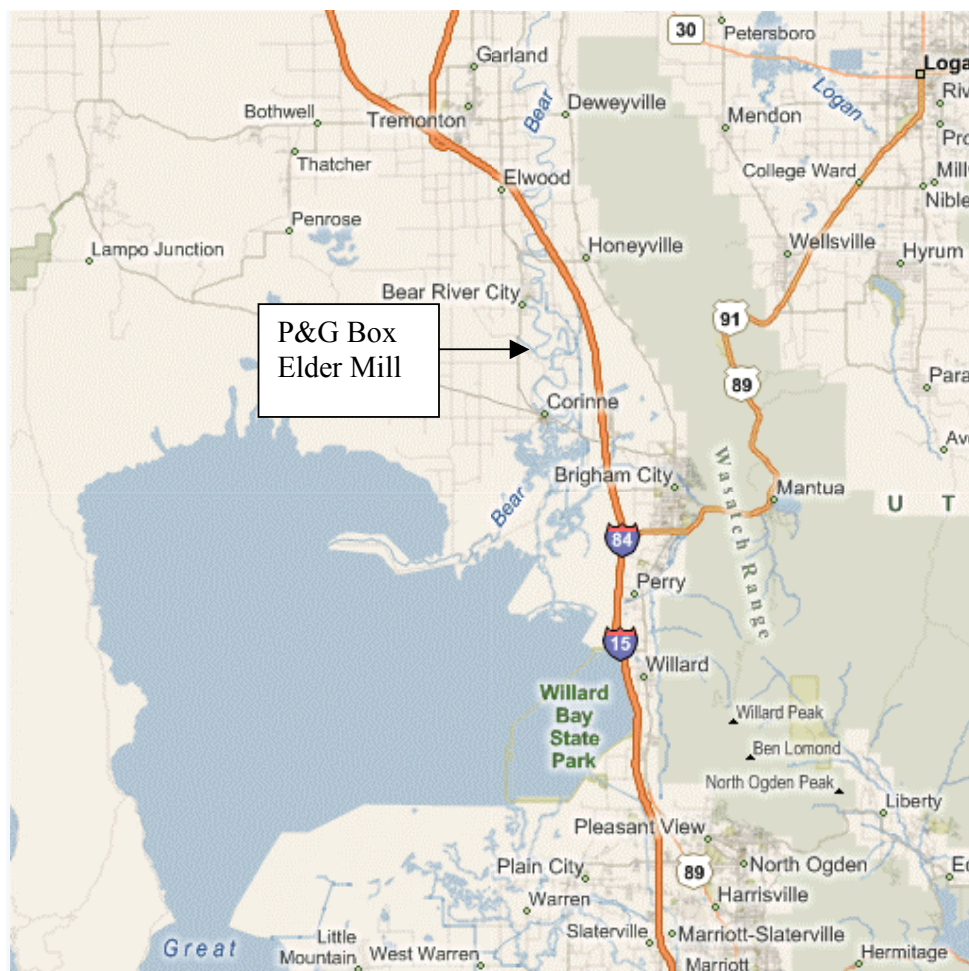 30
Petersboro
Garland
Logan
Bothwell
Tremonton
Bear
Deweyville
Mendon
Thatcher
College Ward
Elwood
Penrose
Lampo Junction
Honeyville
Wellsville
Hyrum
Bear River City
91
P&G Box
Elder Mill
89
Corinne
Brigham City
Wasatch Range
Mantua
U T
Bear
84
Perry
15
Willard
Willard
Bay
State
Park
Willard Peak
Ben Lomond
North Ogden Peak
Liberty
Pleasant View
Plain City
89
North Ogden
Warren
Harrisville
Great
Little
Mountain
West Warren
Slaterville
Marriott-Slaterville
Marriott
Hermitage